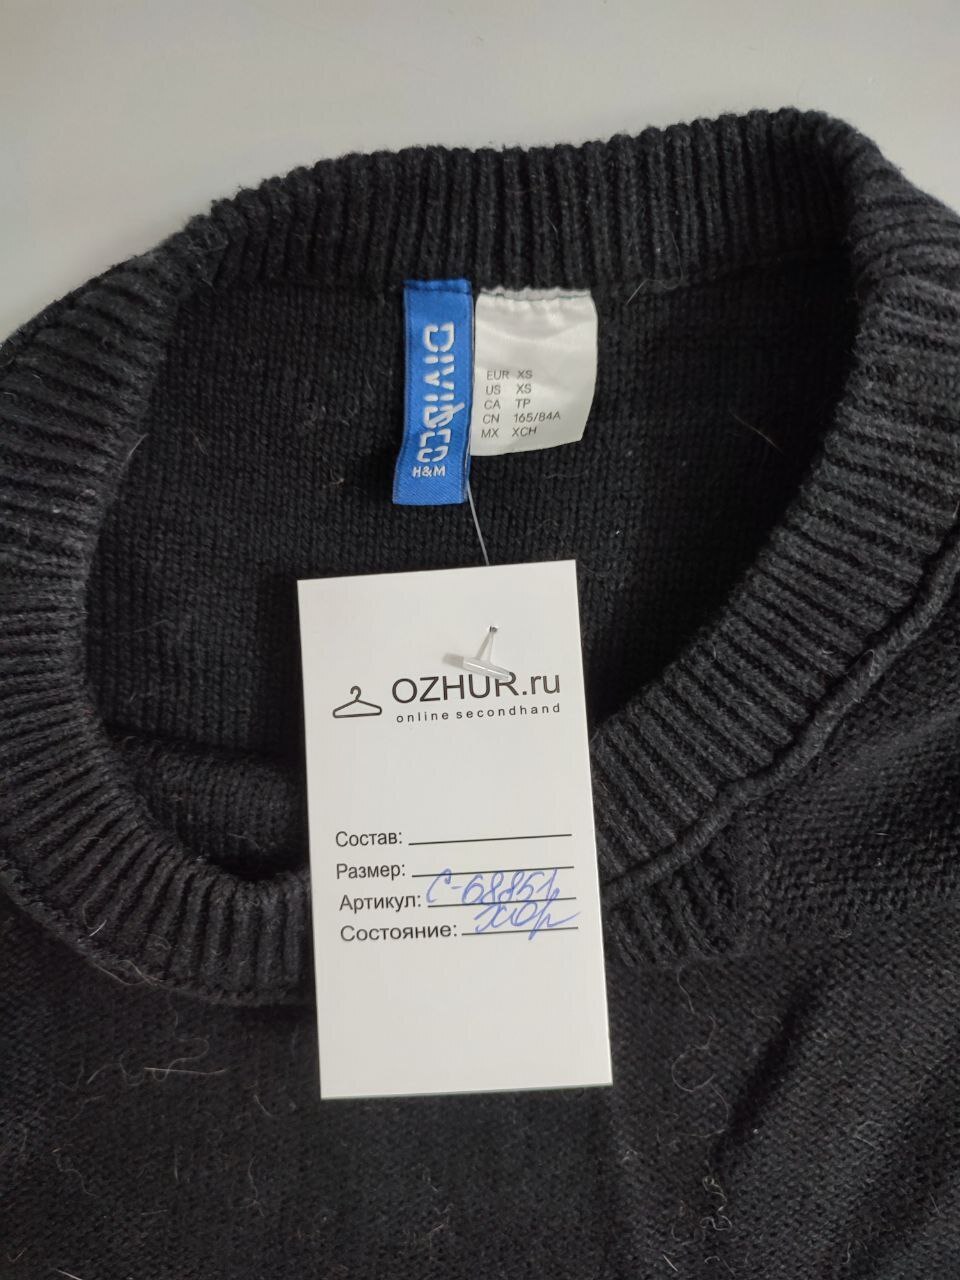 DIVIDED
H&M
EUR XS
US XS
CA TP
CN 165/84A
MX XCH
OZHUR.ru
online secondhand
Состав:
Размер:
Артикул: С-68851
Состояние: хор